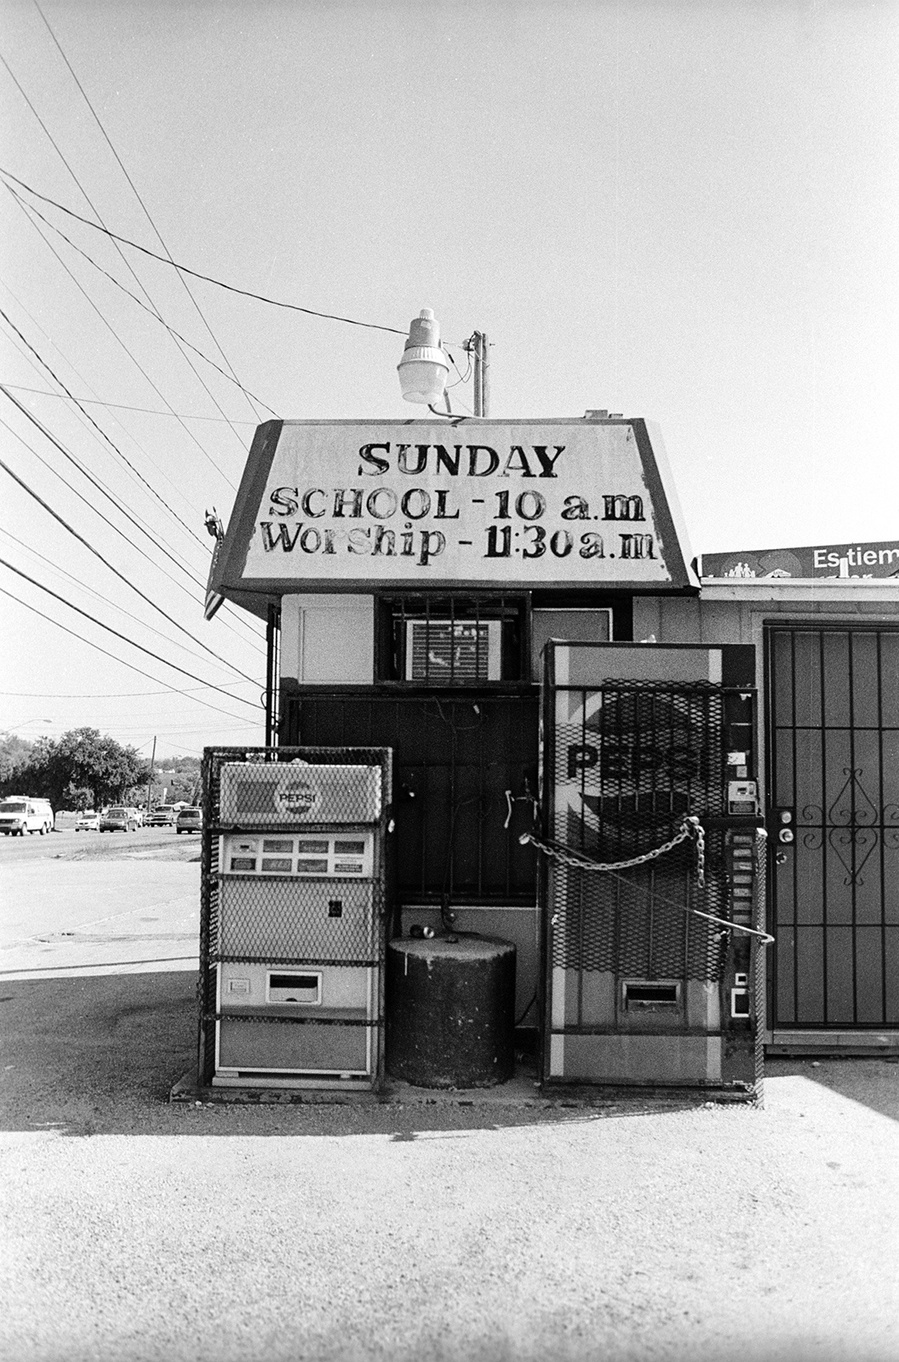 SUNDAY
SCHOOL - 10 a.m
Worship - 11:30 a.m
Es tiem
PEPSI
PEPSI